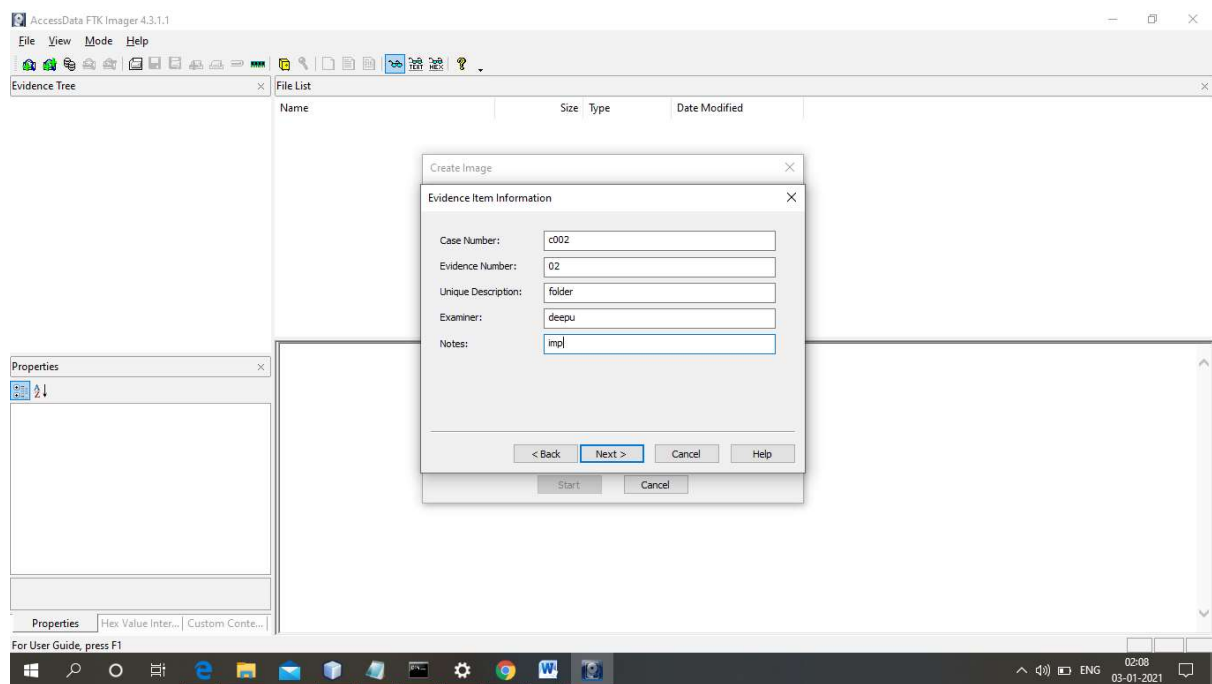 AccessData FTK Imager 4.3.1.1
File View Mode Help
Evidence Tree
File List
Name Size Type Date Modified
Create Image
Evidence Item Information
Case Number: c002
Evidence Number: 02
Unique Description: folder
Examiner: deepu
Notes: imp
< Back Next > Cancel Help
Start Cancel
Properties
Properties Hex Value Inter... Custom Conte...
For User Guide, press F1
ENG 02:08
03-01-2021